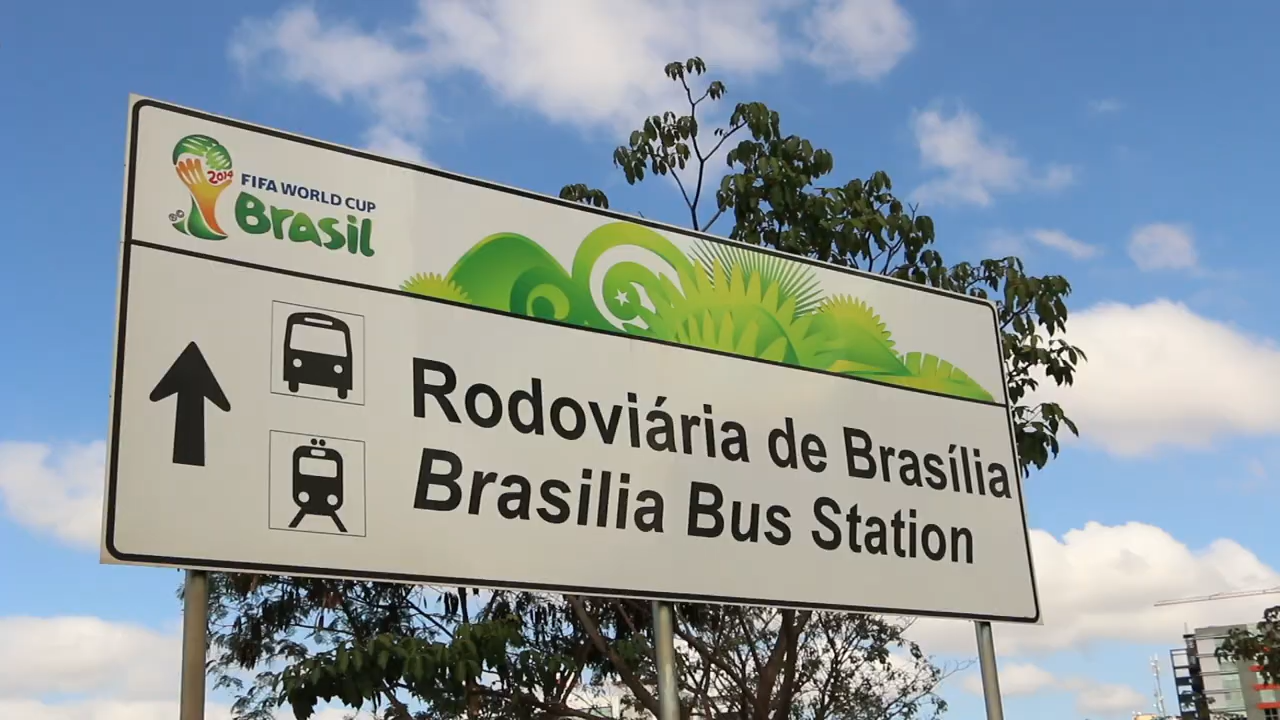 2014
FIFA WORLD CUP
Brasil
Rodoviária de Brasília
Brasilia Bus Station